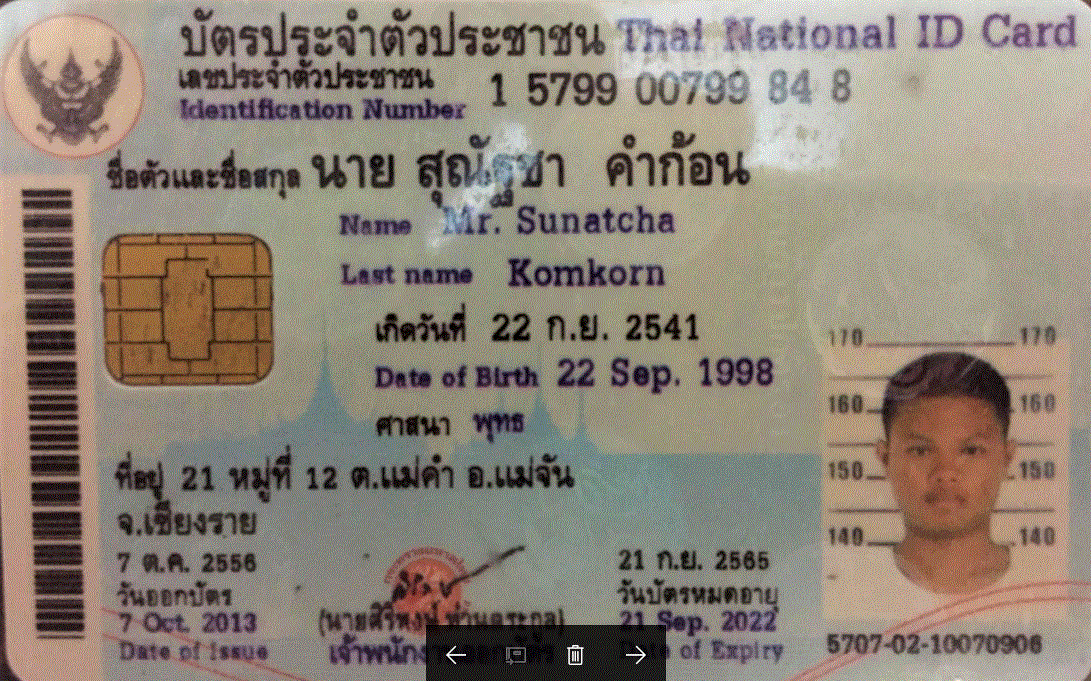 บัตรประจำตัวประชาชน Thai National ID Card
เลขประจำตัวประชาชน
Identification Number 1 5799 00799 84 8
ชื่อตัวและชื่อสกุล นาย สุณัฐชา คำก้อน
Name Mr. Sunatcha
Last name Komkorn
เกิดวันที่ 22 ก.ย. 2541
Date of Birth 22 Sep. 1998
ศาสนา พุทธ
ที่อยู่ 21 หมู่ที่ 12 ต.แม่คำ อ.แม่จัน
จ.เชียงราย
7 ต.ค. 2556
วันออกบัตร
7 Oct. 2013
Date of Issue
21 ก.ย. 2565
วันบัตรหมดอายุ
21 Sep. 2022
of Expiry
170 170
160 160
150 150
140 140
5707-02-10070906